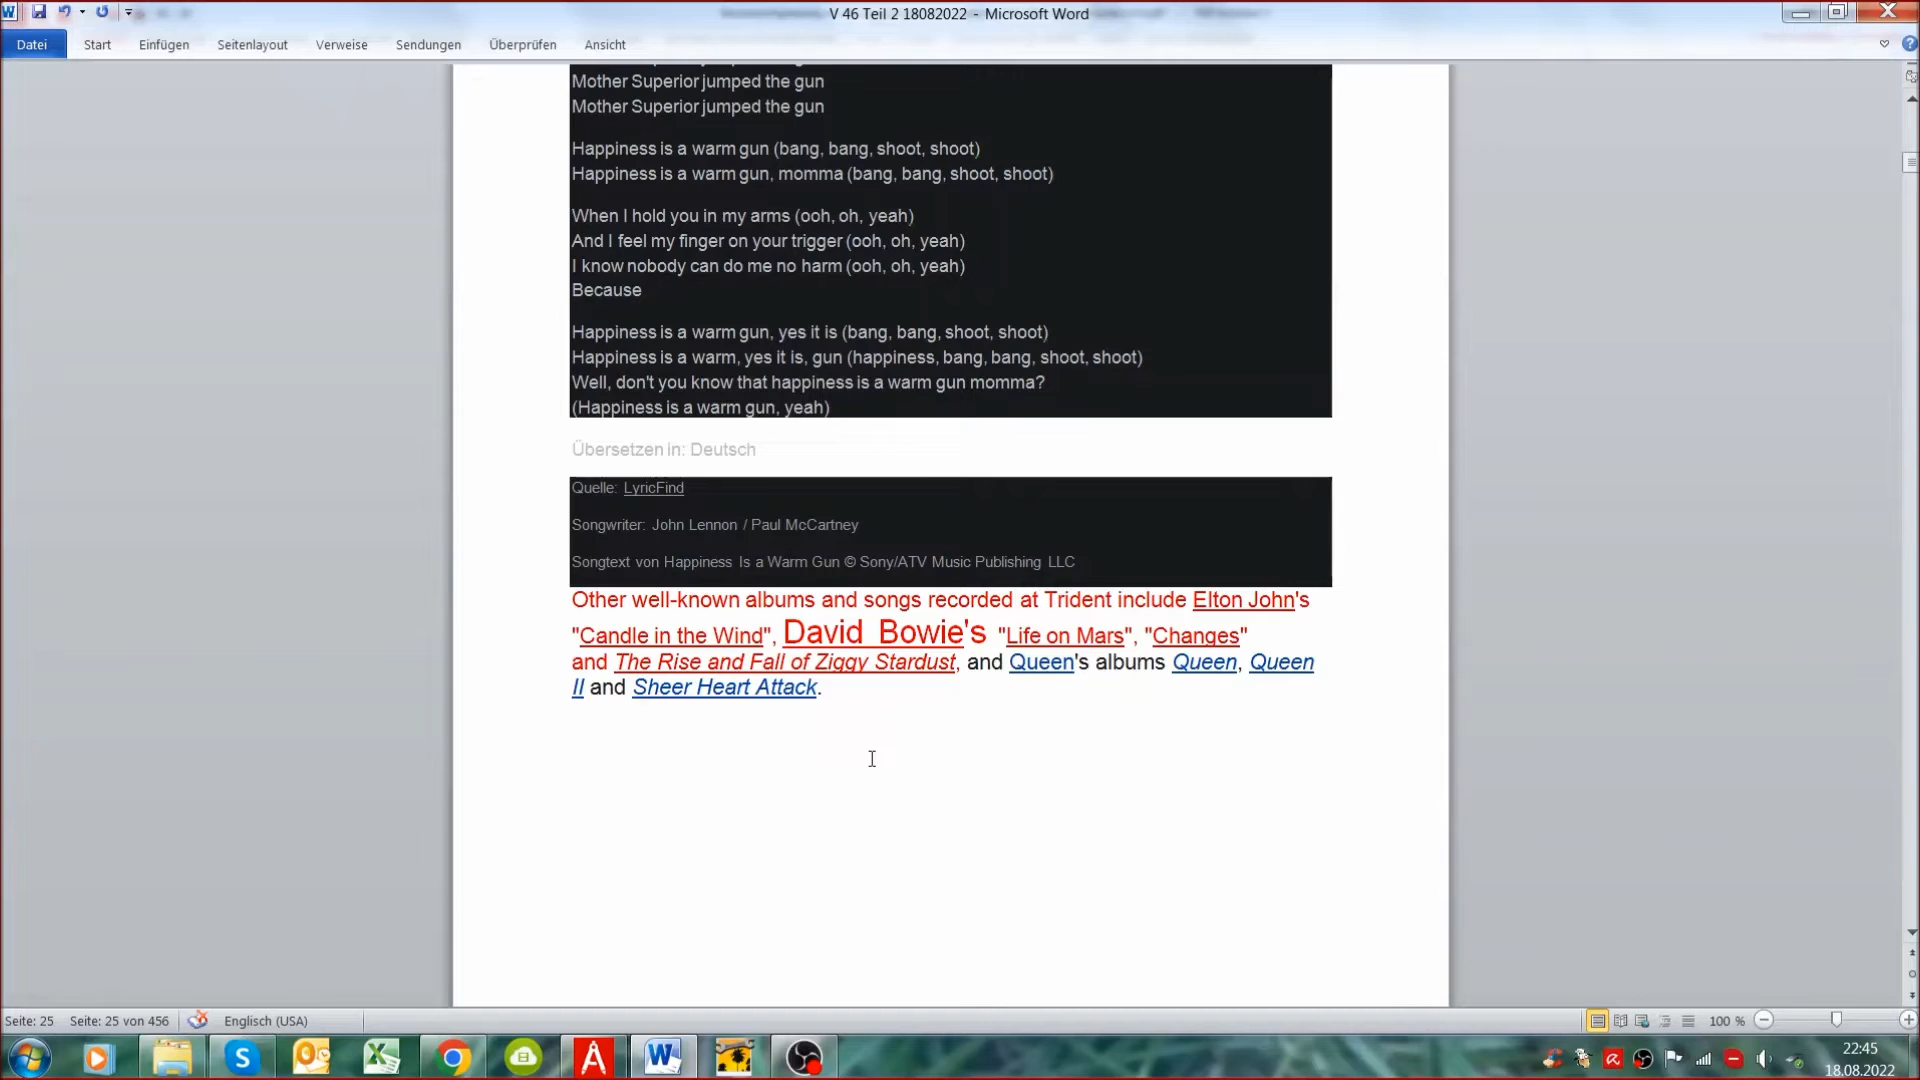 V 46 Teil 2 18082022 - Microsoft Word
Datei Start Einfügen Seitenlayout Verweise Sendungen Überprüfen Ansicht
Mother Superior jumped the gun
Mother Superior jumped the gun
Happiness is a warm gun (bang, bang, shoot, shoot)
Happiness is a warm gun, momma (bang, bang, shoot, shoot)
When I hold you in my arms (ooh, oh, yeah)
And I feel my finger on your trigger (ooh, oh, yeah)
I know nobody can do me no harm (ooh, oh, yeah)
Because
Happiness is a warm gun, yes it is (bang, bang, shoot, shoot)
Happiness is a warm, yes it is, gun (happiness, bang, bang, shoot, shoot)
Well, don't you know that happiness is a warm gun momma?
(Happiness is a warm gun, yeah)
Übersetzen in: Deutsch
Quelle: LyricFind
Songwriter: John Lennon / Paul McCartney
Songtext von Happiness Is a Warm Gun © Sony/ATV Music Publishing LLC
Other well-known albums and songs recorded at Trident include Elton John's
"Candle in the Wind", David Bowie's "Life on Mars", "Changes"
and The Rise and Fall of Ziggy Stardust, and Queen's albums Queen, Queen
II and Sheer Heart Attack.
Seite: 25 Seite: 25 von 456 Englisch (USA) 100 %
22:45
18.08.2022